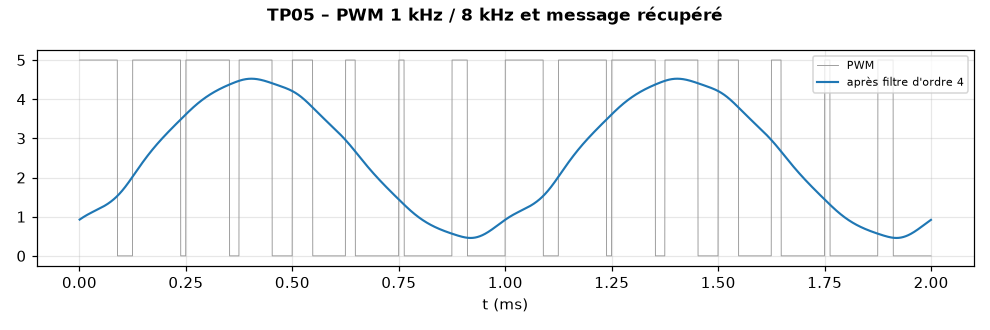 TP05 – PWM 1 kHz / 8 kHz et message récupéré
5
4
3
2
1
0
PWM
après filtre d'ordre 4
0.00 0.25 0.50 0.75 1.00 1.25 1.50 1.75 2.00
t (ms)